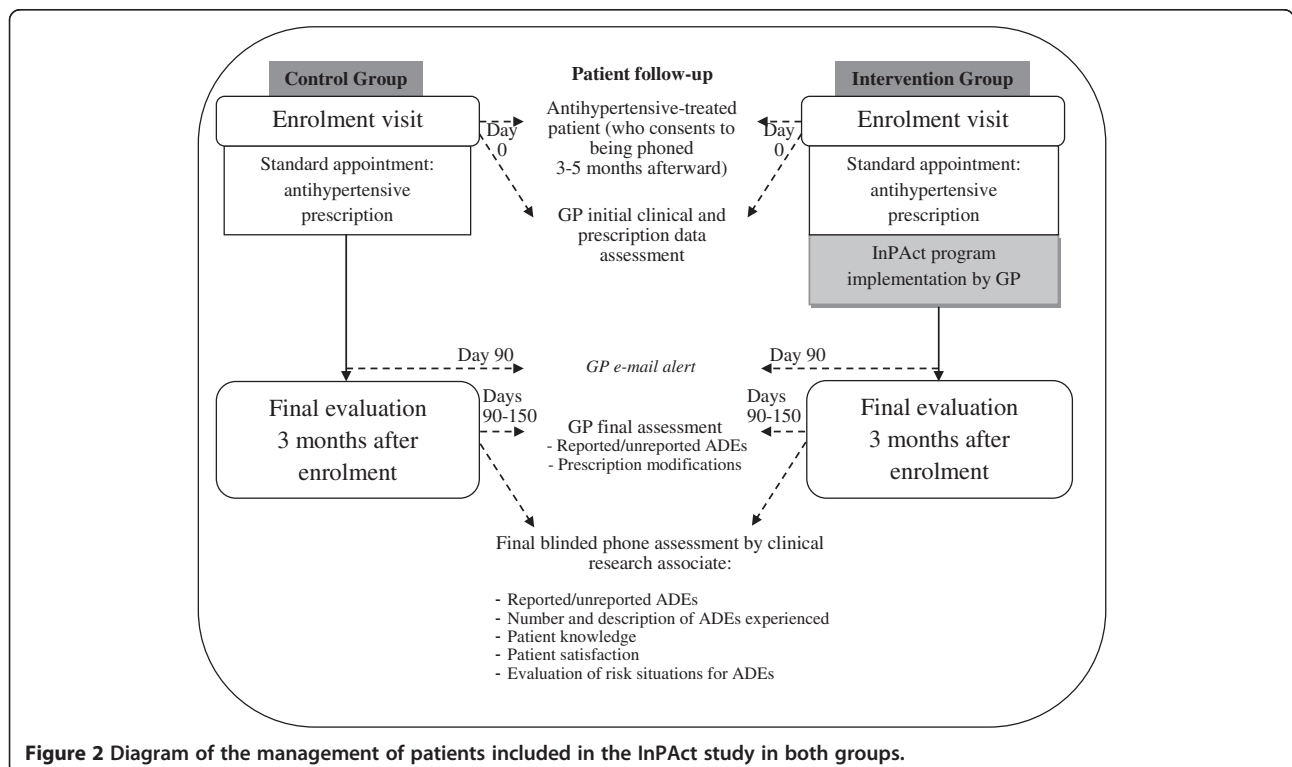 Control Group
Patient follow-up
Intervention Group
Enrolment visit
Day
0
Antihypertensive-treated
patient (who consents to
being phoned
3-5 months afterward)
Day
0
Enrolment visit
Standard appointment:
antihypertensive
prescription
GP initial clinical and
prescription data
assessment
Standard appointment:
antihypertensive
prescription
InPAct program
implementation by GP
Day 90
GP e-mail alert
Day 90
Final evaluation
3 months after
enrolment
Days
90-150
GP final assessment
- Reported/unreported ADEs
- Prescription modifications
Days
90-150
Final evaluation
3 months after
enrolment
Final blinded phone assessment by clinical
research associate:
- Reported/unreported ADEs
- Number and description of ADEs experienced
- Patient knowledge
- Patient satisfaction
- Evaluation of risk situations for ADEs
Figure 2 Diagram of the management of patients included in the InPAct study in both groups.